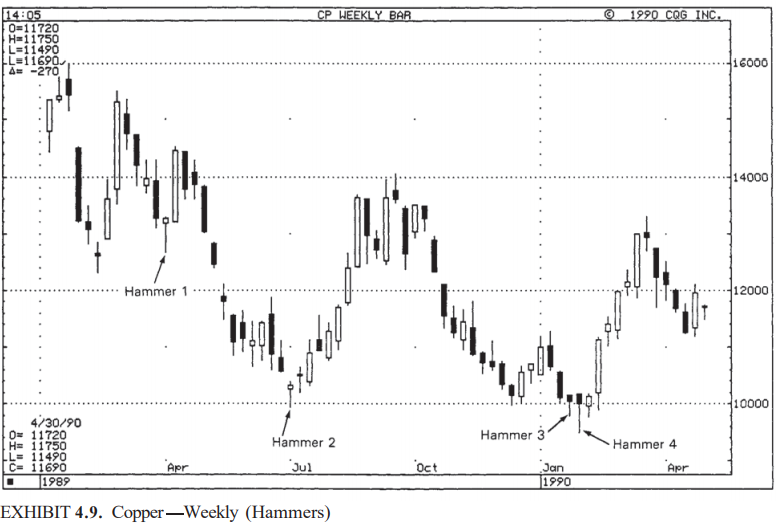 14:05 CP WEEKLY BAR © 1990 CQG INC.
O=11720
H=11750
L=11490
L=11690/
Δ= -270
16000
14000
Hammer 1
12000
10000
Hammer 2
Hammer 3
Hammer 4
4/30/90
O= 11720
H= 11750
L= 11490
C= 11690
Apr Jul Oct Jan Apr
1989 1990
EXHIBIT 4.9. Copper—Weekly (Hammers)